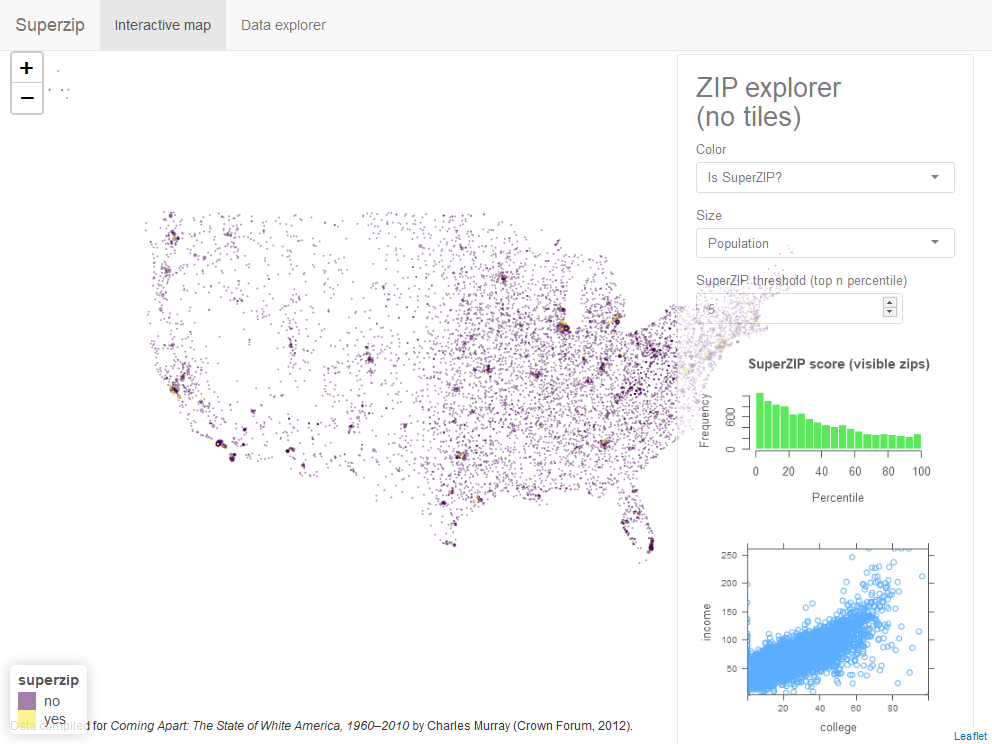 Superzip Interactive map Data explorer
+
−
ZIP explorer
(no tiles)
Color
Is SuperZIP?
Size
Population
SuperZIP threshold (top n percentile)
5
SuperZIP score (visible zips)
Frequency
600
0
0 20 40 60 80 100
Percentile
250
200
150
100
50
income
20 40 60 80
college
superzip
no
yes
Data compiled for Coming Apart: The State of White America, 1960–2010 by Charles Murray (Crown Forum, 2012).
Leaflet